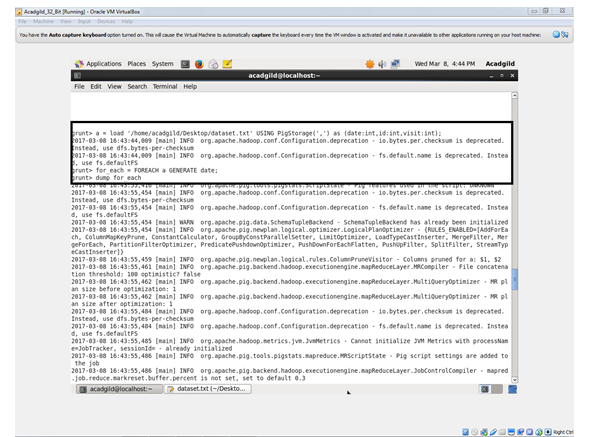 Acadgild_32_Bit [Running] - Oracle VM VirtualBox
File Machine View Input Devices Help
You have the Auto capture keyboard option turned on. This will cause the Virtual Machine to automatically capture the keyboard every time the VM window is activated and make it unavailable to other applications running on your host machine:
Applications Places System Wed Mar 8, 4:44 PM Acadgild
acadgild@localhost:~
File Edit View Search Terminal Help
grunt> a = load '/home/acadgild/Desktop/dataset.txt' USING PigStorage(',') as (date:int,id:int,visit:int);
2017-03-08 16:43:44,009 [main] INFO org.apache.hadoop.conf.Configuration.deprecation - io.bytes.per.checksum is deprecated.
Instead, use dfs.bytes-per-checksum
2017-03-08 16:43:44,009 [main] INFO org.apache.hadoop.conf.Configuration.deprecation - fs.default.name is deprecated. Instea
d, use fs.defaultFS
grunt> for_each = FOREACH a GENERATE date;
grunt> dump for_each
2017-03-08 16:43:55,416 [main] INFO org.apache.pig.tools.pigstats.ScriptState - Pig features used in the script: UNKNOWN
2017-03-08 16:43:55,454 [main] INFO org.apache.hadoop.conf.Configuration.deprecation - io.bytes.per.checksum is deprecated.
Instead, use dfs.bytes-per-checksum
2017-03-08 16:43:55,454 [main] INFO org.apache.hadoop.conf.Configuration.deprecation - fs.default.name is deprecated. Instea
d, use fs.defaultFS
2017-03-08 16:43:55,454 [main] WARN org.apache.pig.data.SchemaTupleBackend - SchemaTupleBackend has already been initialized
2017-03-08 16:43:55,454 [main] INFO org.apache.pig.newplan.logical.optimizer.LogicalPlanOptimizer - {RULES_ENABLED=[AddForEa
ch, ColumnMapKeyPrune, ConstantCalculator, GroupByConstParallelSetter, LimitOptimizer, LoadTypeCastInserter, MergeFilter, Mer
geForEach, PartitionFilterOptimizer, PredicatePushdownOptimizer, PushDownForEachFlatten, PushUpFilter, SplitFilter, StreamTyp
eCastInserter]}
2017-03-08 16:43:55,459 [main] INFO org.apache.pig.newplan.logical.rules.ColumnPruneVisitor - Columns pruned for a: $1, $2
2017-03-08 16:43:55,461 [main] INFO org.apache.pig.backend.hadoop.executionengine.mapReduceLayer.MRCompiler - File concatena
tion threshold: 100 optimistic? false
2017-03-08 16:43:55,462 [main] INFO org.apache.pig.backend.hadoop.executionengine.mapReduceLayer.MultiQueryOptimizer - MR pl
an size before optimization: 1
2017-03-08 16:43:55,462 [main] INFO org.apache.pig.backend.hadoop.executionengine.mapReduceLayer.MultiQueryOptimizer - MR pl
an size after optimization: 1
2017-03-08 16:43:55,484 [main] INFO org.apache.hadoop.conf.Configuration.deprecation - io.bytes.per.checksum is deprecated.
Instead, use dfs.bytes-per-checksum
2017-03-08 16:43:55,484 [main] INFO org.apache.hadoop.conf.Configuration.deprecation - fs.default.name is deprecated. Instea
d, use fs.defaultFS
2017-03-08 16:43:55,485 [main] INFO org.apache.hadoop.metrics.jvm.JvmMetrics - Cannot initialize JVM Metrics with processNam
e=JobTracker, sessionId= - already initialized
2017-03-08 16:43:55,486 [main] INFO org.apache.pig.tools.pigstats.mapreduce.MRScriptState - Pig script settings are added to
the job
2017-03-08 16:43:55,486 [main] INFO org.apache.pig.backend.hadoop.executionengine.mapReduceLayer.JobControlCompiler - mapred
.job.reduce.markreset.buffer.percent is not set, set to default 0.3
acadgild@localhost:~ dataset.txt (~/Deskto...
Right Ctrl